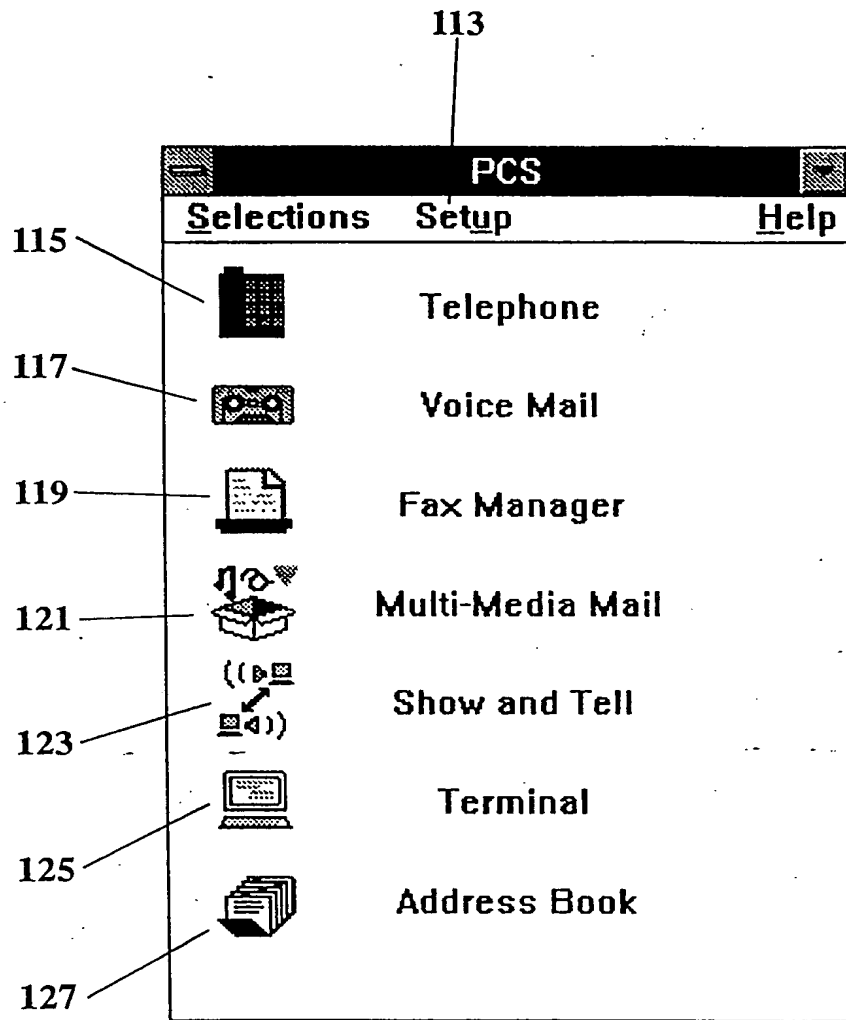 113
PCS
Selections Setup Help
115
Telephone
117
Voice Mail
119
Fax Manager
121
Multi-Media Mail
123
Show and Tell
125
Terminal
127
Address Book